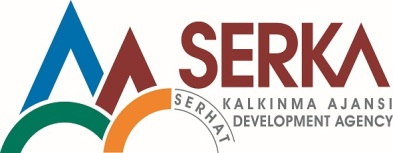 SERKA
SERHAT
KALKINMA AJANSI
DEVELOPMENT AGENCY